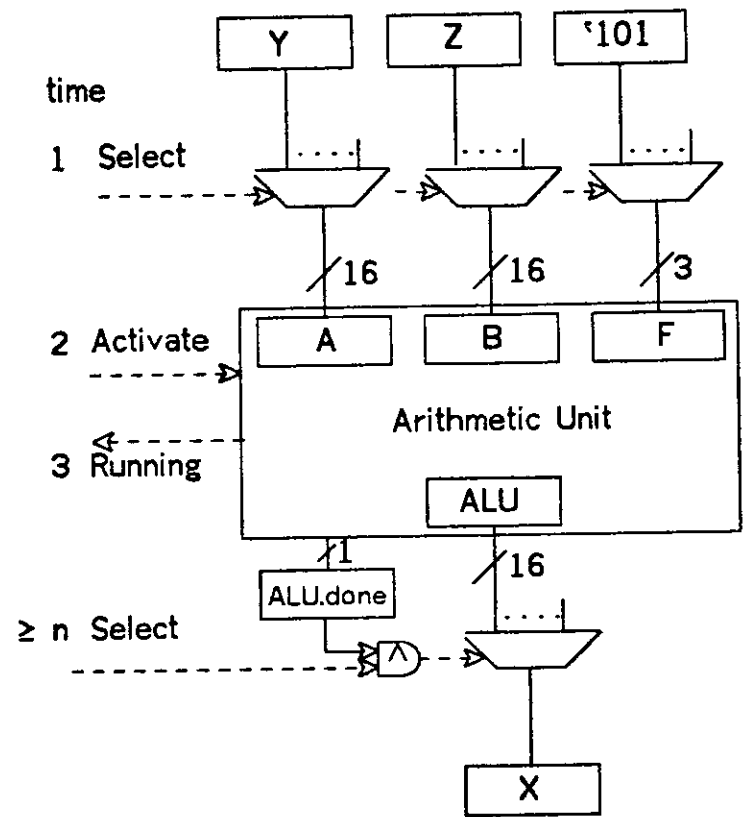 Y Z '101
time
1 Select
16 16 3
2 Activate
A B F
Arithmetic Unit
3 Running
ALU
1
ALU.done
16
≥ n Select
^
X